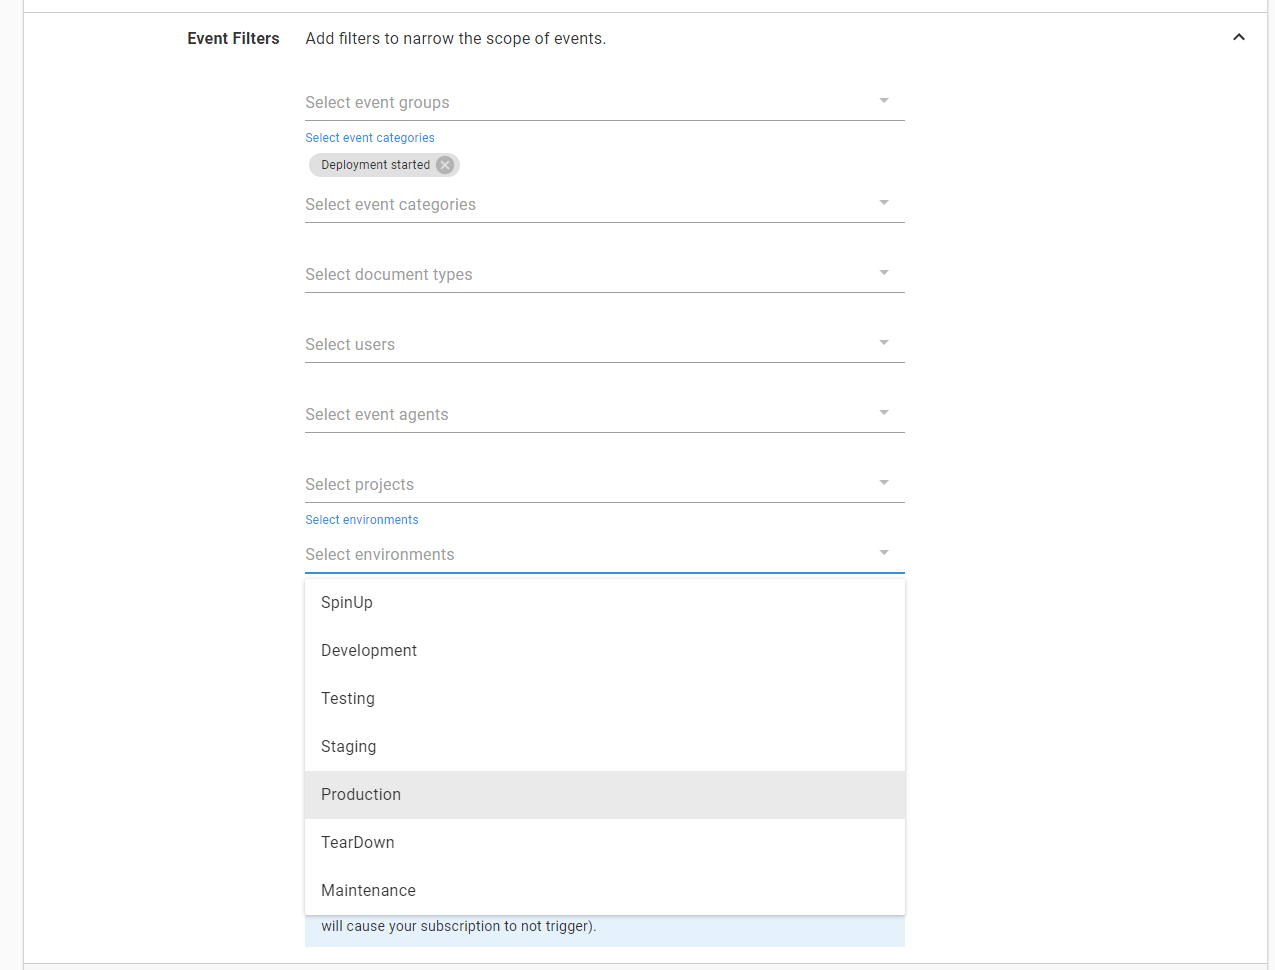 Event Filters Add filters to narrow the scope of events.
Select event groups
Select event categories
Deployment started
Select event categories
Select document types
Select users
Select event agents
Select projects
Select environments
Select environments
SpinUp
Development
Testing
Staging
Production
TearDown
Maintenance
will cause your subscription to not trigger).